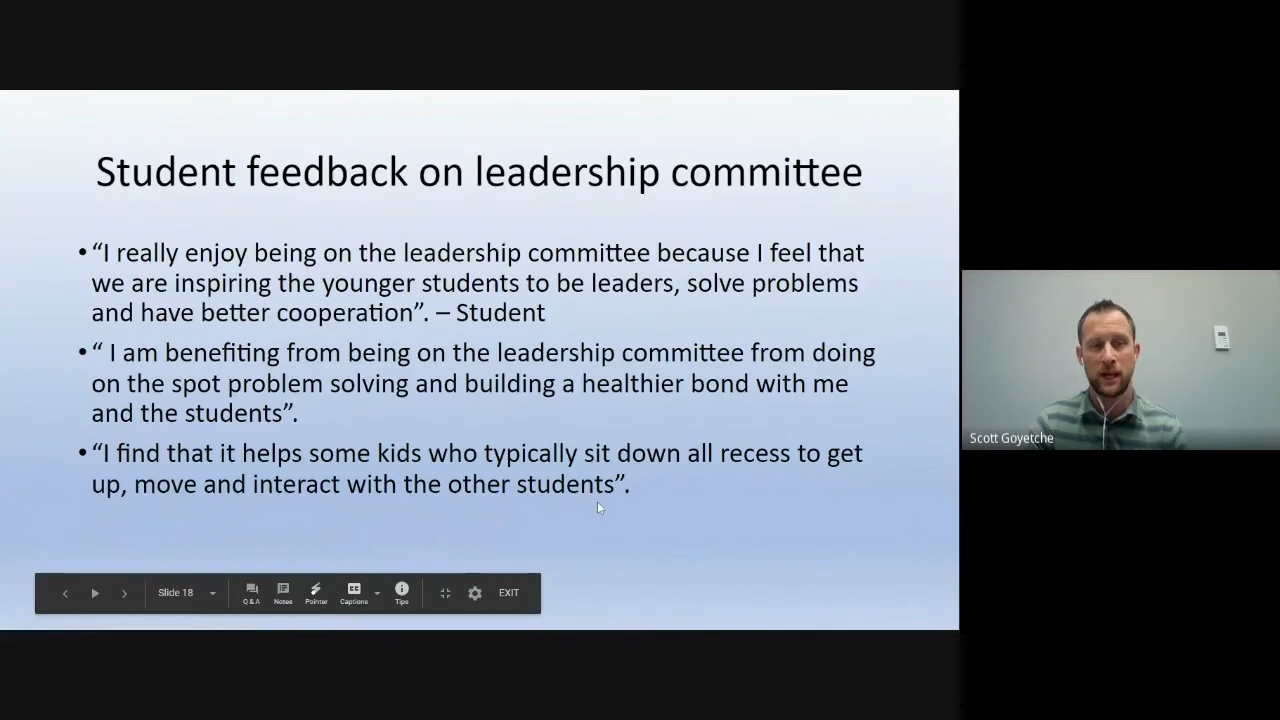 Student feedback on leadership committee
• “I really enjoy being on the leadership committee because I feel that
we are inspiring the younger students to be leaders, solve problems
and have better cooperation”. – Student
• “ I am benefiting from being on the leadership committee from doing
on the spot problem solving and building a healthier bond with me
and the students”.
• “I find that it helps some kids who typically sit down all recess to get
up, move and interact with the other students”.
Scott Goyetche
Slide 18
Q & A
Notes
Pointer
Captions
Tips
EXIT